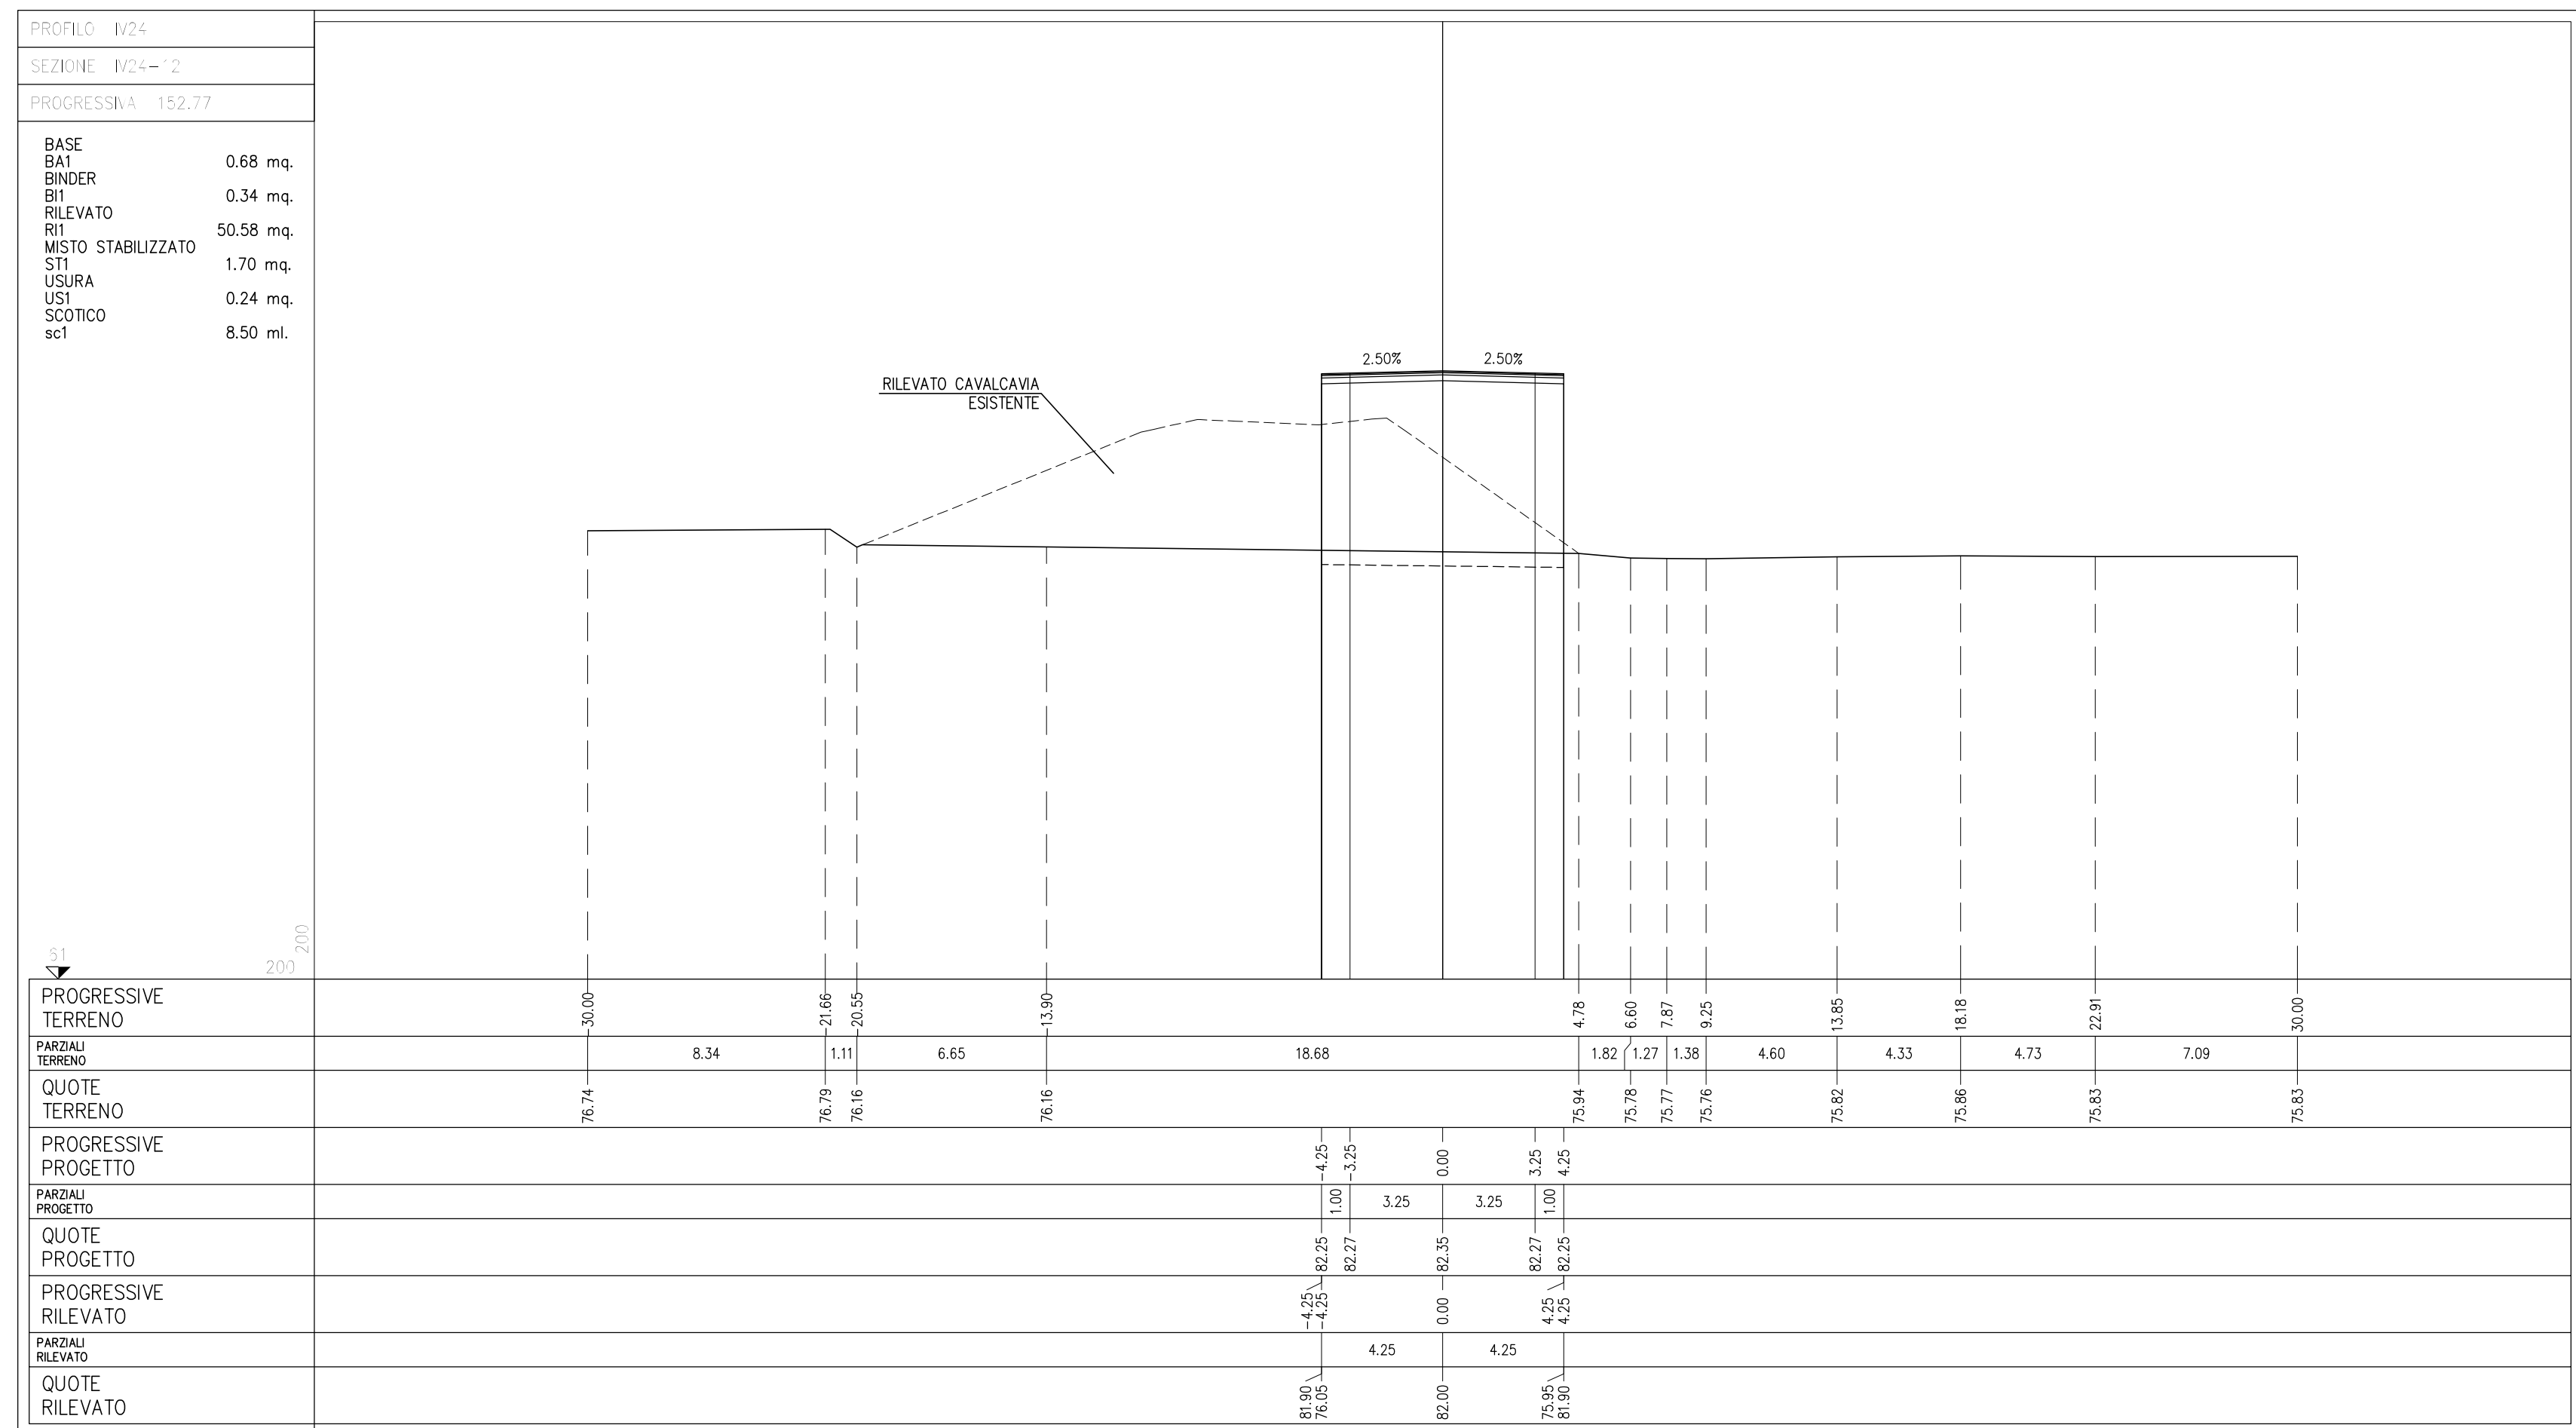 PROFILO IV24
SEZIONE IV24-12
PROGRESSIVA 152.77
BASE
BA1 0.68 mq.
BINDER
BI1 0.34 mq.
RILEVATO
RI1 50.58 mq.
MISTO STABILIZZATO
ST1 1.70 mq.
USURA
US1 0.24 mq.
SCOTICO
sc1 8.50 ml.
2.50% 2.50%
RILEVATO CAVALCAVIA
ESISTENTE
61
200
200
PROGRESSIVE
TERRENO
-30.00 -21.66 -20.55 -13.90 4.78 6.60 7.87 9.25 13.85 18.18 22.91 30.00
PARZIALI
TERRENO
8.34 1.11 6.65 18.68 1.82 1.27 1.38 4.60 4.33 4.73 7.09
QUOTE
TERRENO
76.74 76.79 76.16 76.16 75.94 75.78 75.77 75.76 75.82 75.86 75.83 75.83
PROGRESSIVE
PROGETTO
-4.25 -3.25 0.00 3.25 4.25
PARZIALI
PROGETTO
1.00 3.25 3.25 1.00
QUOTE
PROGETTO
82.25 82.27 82.35 82.27 82.25
PROGRESSIVE
RILEVATO
-4.25 -4.25 0.00 4.25 4.25
PARZIALI
RILEVATO
4.25 4.25
QUOTE
RILEVATO
81.90 76.05 82.00 75.95 81.90